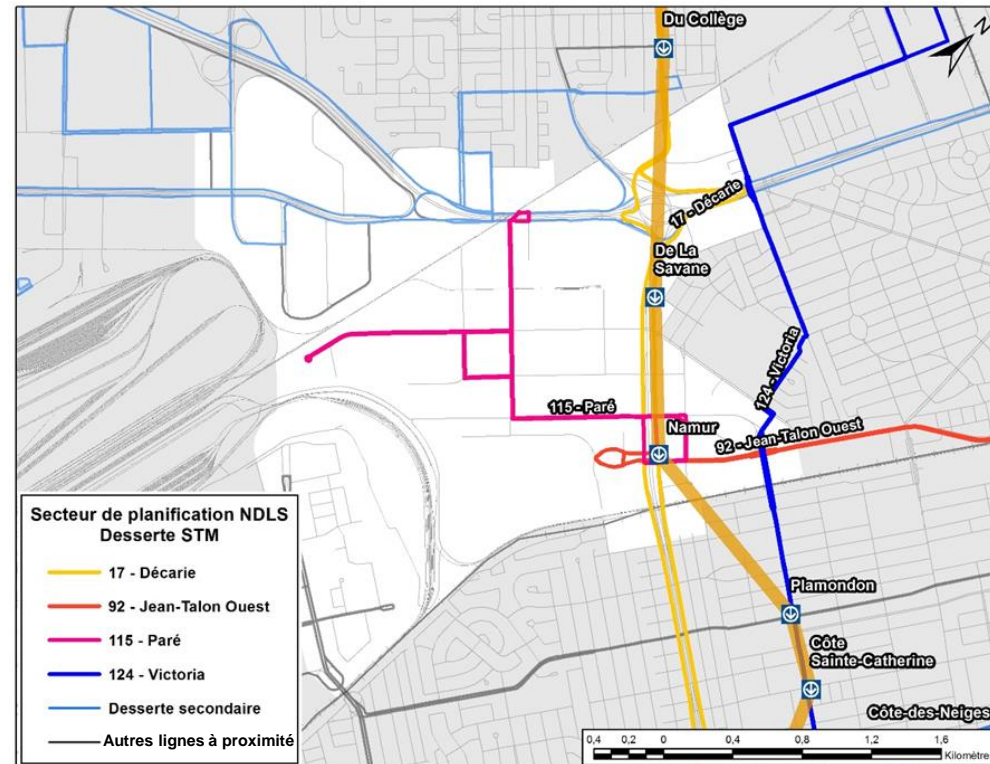 Du Collège
N
17 - Décarie
De La
Savane
124 - Victoria
115 - Paré
Namur
92 - Jean-Talon Ouest
Plamondon
Côte
Sainte-Catherine
Côte-des-Neiges
Secteur de planification NDLS
Desserte STM
17 - Décarie
92 - Jean-Talon Ouest
115 - Paré
124 - Victoria
Desserte secondaire
Autres lignes à proximité
0,4 0,2 0 0,4 0,8 1,2 1,6
Kilomètre